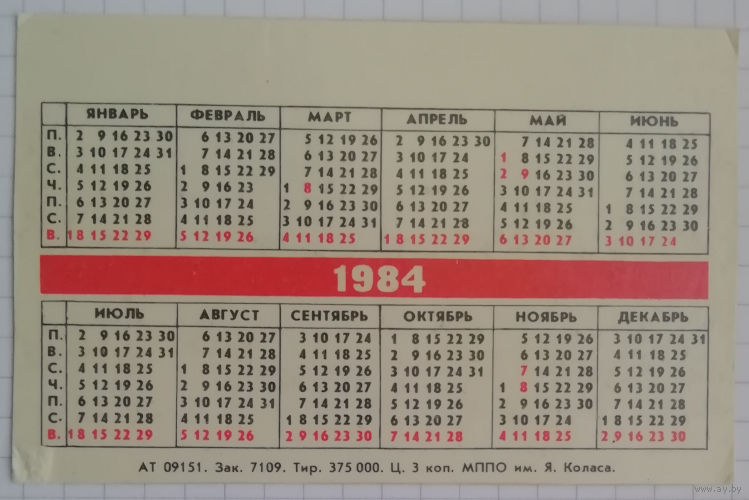 ЯНВАРЬ ФЕВРАЛЬ МАРТ АПРЕЛЬ МАЙ ИЮНЬ
П. 2 9 16 23 30 6 13 20 27 5 12 19 26 2 9 16 23 30 7 14 21 28 4 11 18 25
В. 3 10 17 24 31 7 14 21 28 6 13 20 27 3 10 17 24 1 8 15 22 29 5 12 19 26
С. 4 11 18 25 1 8 15 22 29 7 14 21 28 4 11 18 25 2 9 16 23 30 6 13 20 27
Ч. 5 12 19 26 2 9 16 23 1 8 15 22 29 5 12 19 26 3 10 17 24 31 7 14 21 28
П. 6 13 20 27 3 10 17 24 2 9 16 23 30 6 13 20 27 4 11 18 25 1 8 15 22 29
С. 7 14 21 28 4 11 18 25 3 10 17 24 31 7 14 21 28 5 12 19 26 2 9 16 23 30
В. 1 8 15 22 29 5 12 19 26 4 11 18 25 1 8 15 22 29 6 13 20 27 3 10 17 24
1984
ИЮЛЬ АВГУСТ СЕНТЯБРЬ ОКТЯБРЬ НОЯБРЬ ДЕКАБРЬ
П. 2 9 16 23 30 6 13 20 27 3 10 17 24 1 8 15 22 29 5 12 19 26 3 10 17 24 31
В. 3 10 17 24 31 7 14 21 28 4 11 18 25 2 9 16 23 30 6 13 20 27 4 11 18 25
С. 4 11 18 25 1 8 15 22 29 5 12 19 26 3 10 17 24 31 7 14 21 28 5 12 19 26
Ч. 5 12 19 26 2 9 16 23 30 6 13 20 27 4 11 18 25 1 8 15 22 29 6 13 20 27
П. 6 13 20 27 3 10 17 24 31 7 14 21 28 5 12 19 26 2 9 16 23 30 7 14 21 28
С. 7 14 21 28 4 11 18 25 1 8 15 22 29 6 13 20 27 3 10 17 24 1 8 15 22 29
В. 1 8 15 22 29 5 12 19 26 2 9 16 23 30 7 14 21 28 4 11 18 25 2 9 16 23 30
АТ 09151. Зак. 7109. Тир. 375 000. Ц. 3 коп. МППО им. Я. Коласа.
www.ay.by